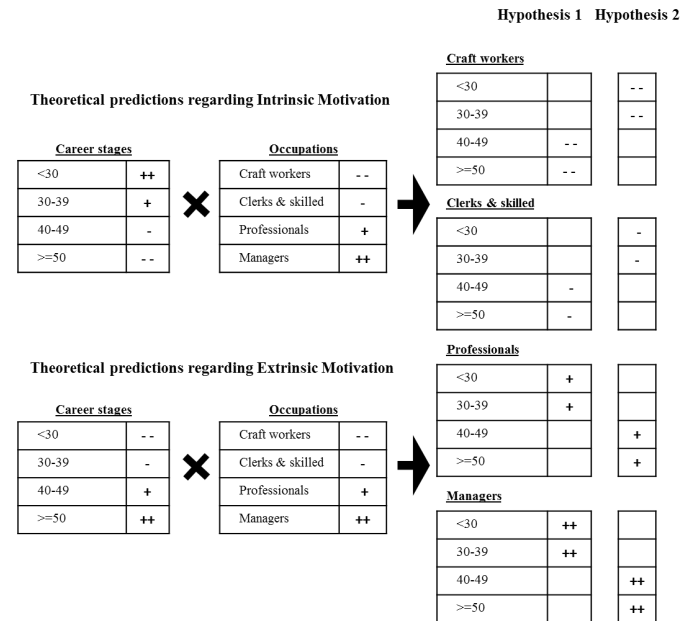 Hypothesis 1 Hypothesis 2
Theoretical predictions regarding Intrinsic Motivation
Career stages
<30 ++
30-39 +
40-49 -
>=50 - -
Occupations
Craft workers - -
Clerks & skilled -
Professionals +
Managers ++
Theoretical predictions regarding Extrinsic Motivation
Career stages
<30 - -
30-39 -
40-49 +
>=50 ++
Occupations
Craft workers - -
Clerks & skilled -
Professionals +
Managers ++
Craft workers
<30 - -
30-39 - -
40-49 - -
>=50 - -
Clerks & skilled
<30 -
30-39 -
40-49 -
>=50 -
Professionals
<30 +
30-39 +
40-49 +
>=50 +
Managers
<30 ++
30-39 ++
40-49 ++
>=50 ++